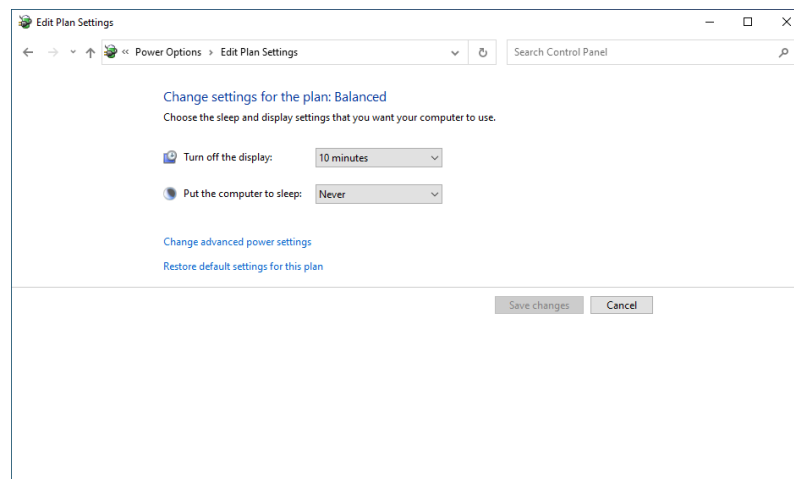 Edit Plan Settings
« Power Options › Edit Plan Settings
Search Control Panel
Change settings for the plan: Balanced
Choose the sleep and display settings that you want your computer to use.
Turn off the display: 10 minutes
Put the computer to sleep: Never
Change advanced power settings
Restore default settings for this plan
Save changes Cancel